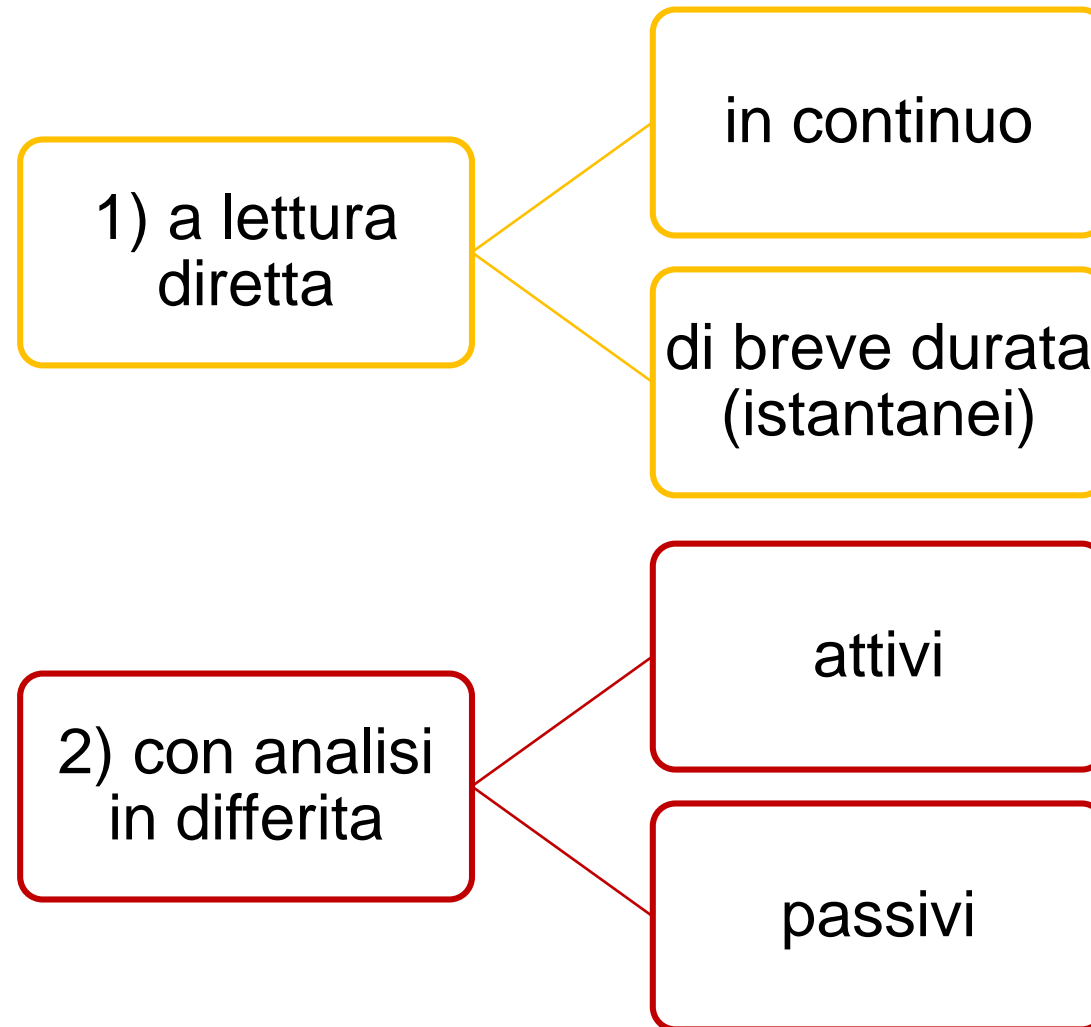 1) a lettura
diretta
in continuo
di breve durata
(istantanei)
2) con analisi
in differita
attivi
passivi